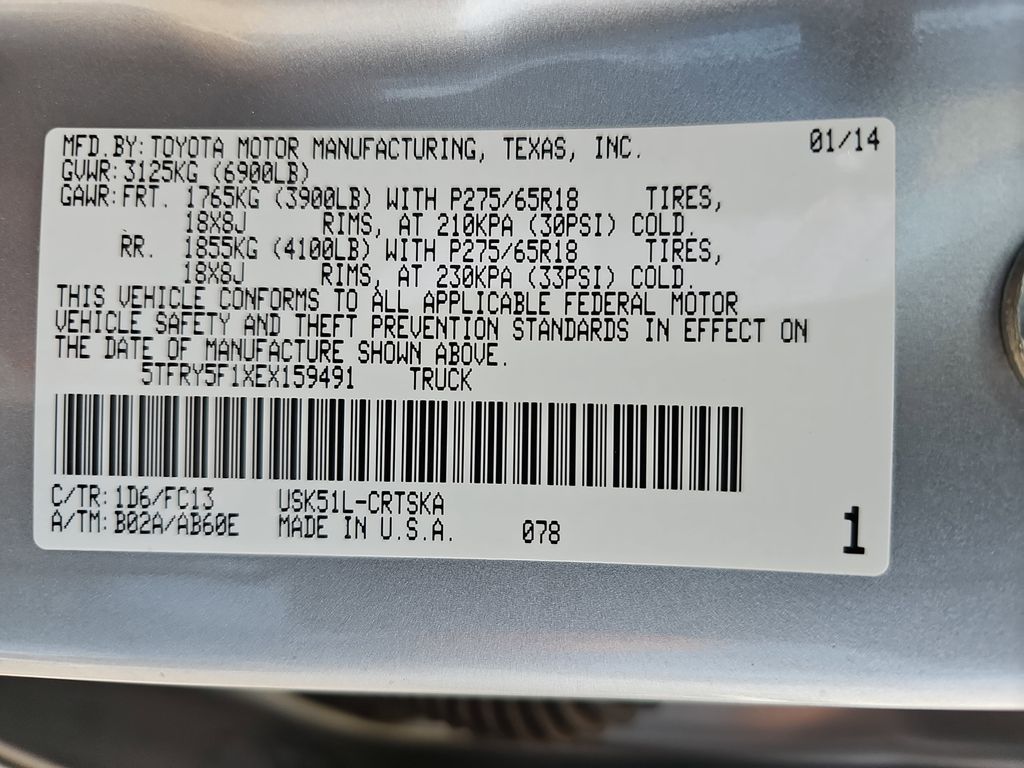 MFD.BY: TOYOTA MOTOR MANUFACTURING, TEXAS, INC. 01/14
GVWR: 3125KG (6900LB)
GAWR: FRT. 1765KG (3900LB) WITH P275/65R18 TIRES,
18X8J RIMS, AT 210KPA (30PSI) COLD.
RR. 1855KG (4100LB) WITH P275/65R18 TIRES,
18X8J RIMS, AT 230KPA (33PSI) COLD.
THIS VEHICLE CONFORMS TO ALL APPLICABLE FEDERAL MOTOR
VEHICLE SAFETY AND THEFT PREVENTION STANDARDS IN EFFECT ON
THE DATE OF MANUFACTURE SHOWN ABOVE.
5TFRY5F1XEX159491 TRUCK
C/TR: 1D6/FC13 USK51L-CRTSKA
A/TM: B02A/AB60E MADE IN U.S.A. 078 1